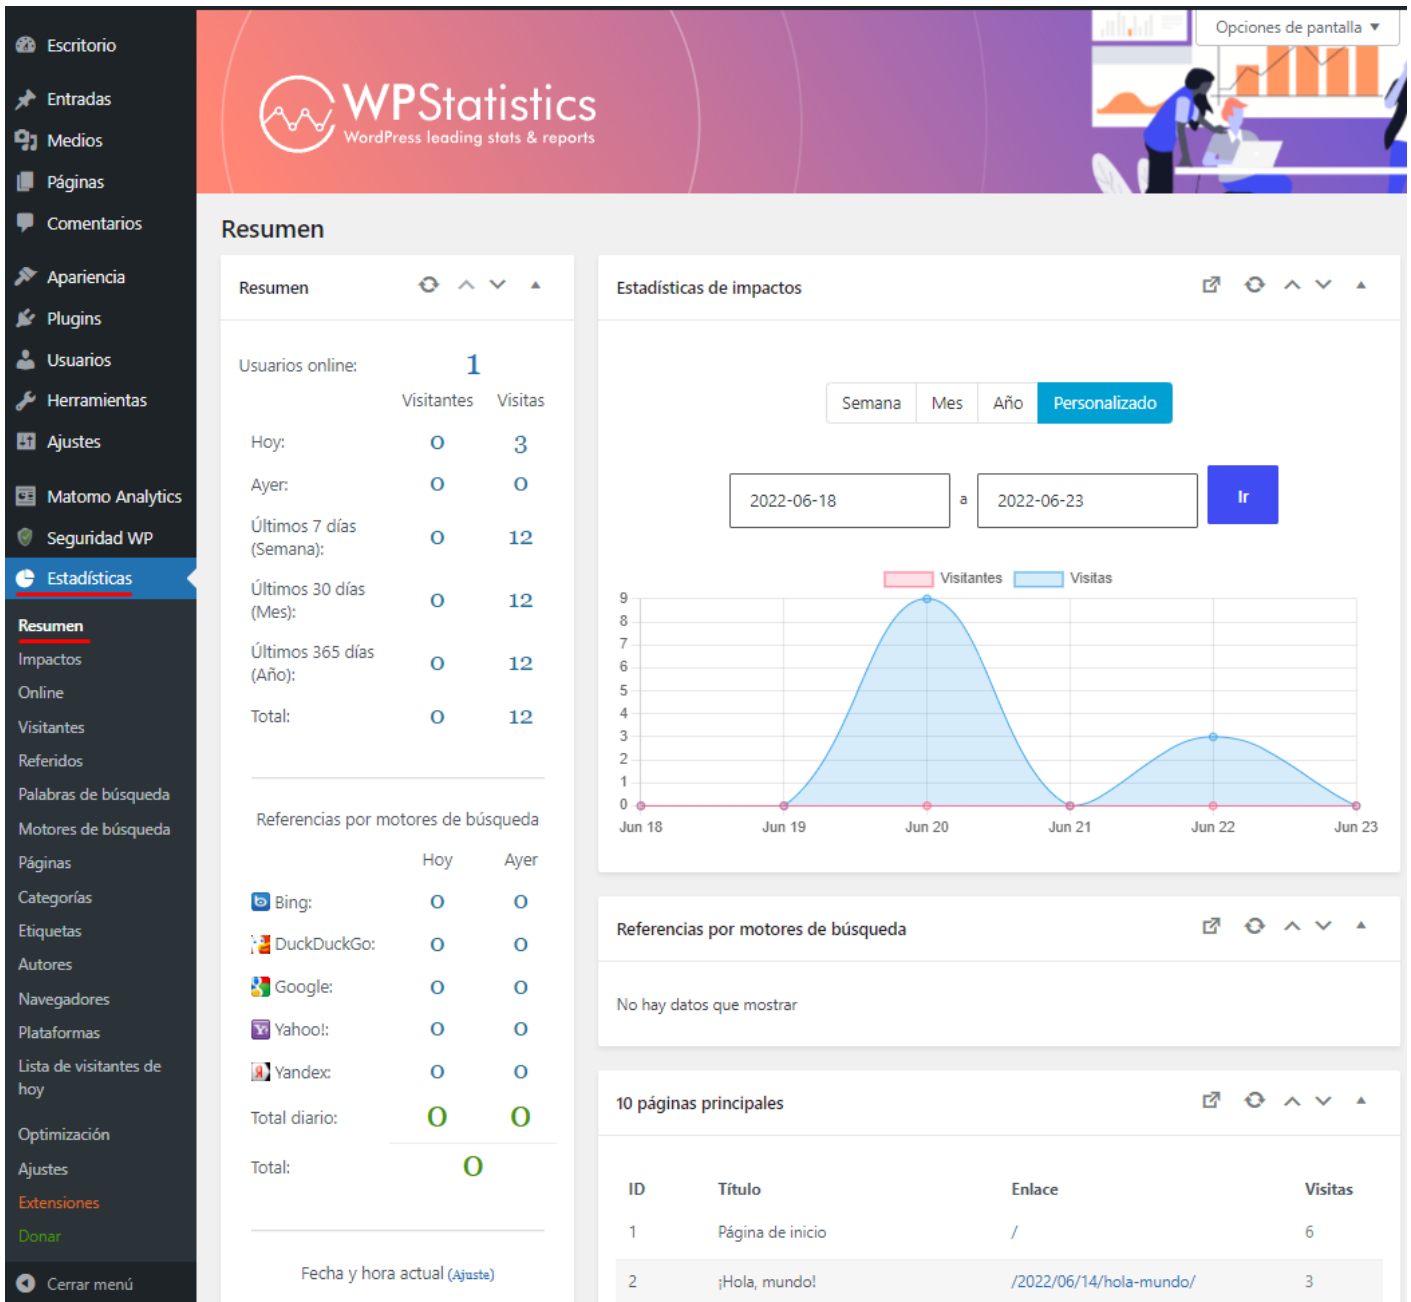 Escritorio
Entradas
Medios
Páginas
Comentarios
Apariencia
Plugins
Usuarios
Herramientas
Ajustes
Matomo Analytics
Seguridad WP
Estadísticas
Resumen
Impactos
Online
Visitantes
Referidos
Palabras de búsqueda
Motores de búsqueda
Páginas
Categorías
Etiquetas
Autores
Navegadores
Plataformas
Lista de visitantes de
hoy
Optimización
Ajustes
Extensiones
Donar
Cerrar menú
Opciones de pantalla
WPStatistics
WordPress leading stats & reports
Resumen
Resumen
Usuarios online: 1
Visitantes Visitas
Hoy: 0 3
Ayer: 0 0
Últimos 7 días
(Semana): 0 12
Últimos 30 días
(Mes): 0 12
Últimos 365 días
(Año): 0 12
Total: 0 12
Referencias por motores de búsqueda
Hoy Ayer
Bing: 0 0
DuckDuckGo: 0 0
Google: 0 0
Yahoo!: 0 0
Yandex: 0 0
Total diario: 0 0
Total: 0
Fecha y hora actual (Ajuste)
Estadísticas de impactos
Semana Mes Año Personalizado
2022-06-18 a 2022-06-23 Ir
Visitantes Visitas
9
8
7
6
5
4
3
2
1
0
Jun 18 Jun 19 Jun 20 Jun 21 Jun 22 Jun 23
Referencias por motores de búsqueda
No hay datos que mostrar
10 páginas principales
ID Título Enlace Visitas
1 Página de inicio / 6
2 ¡Hola, mundo! /2022/06/14/hola-mundo/ 3